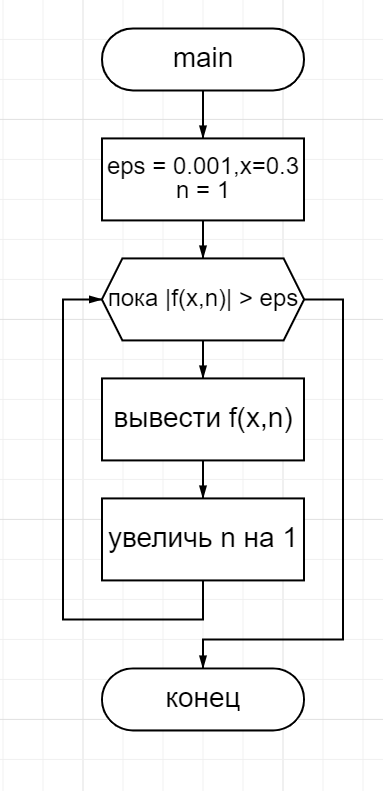 main
eps = 0.001,x=0.3
n = 1
пока |f(x,n)| > eps
вывести f(x,n)
увеличь n на 1
конец